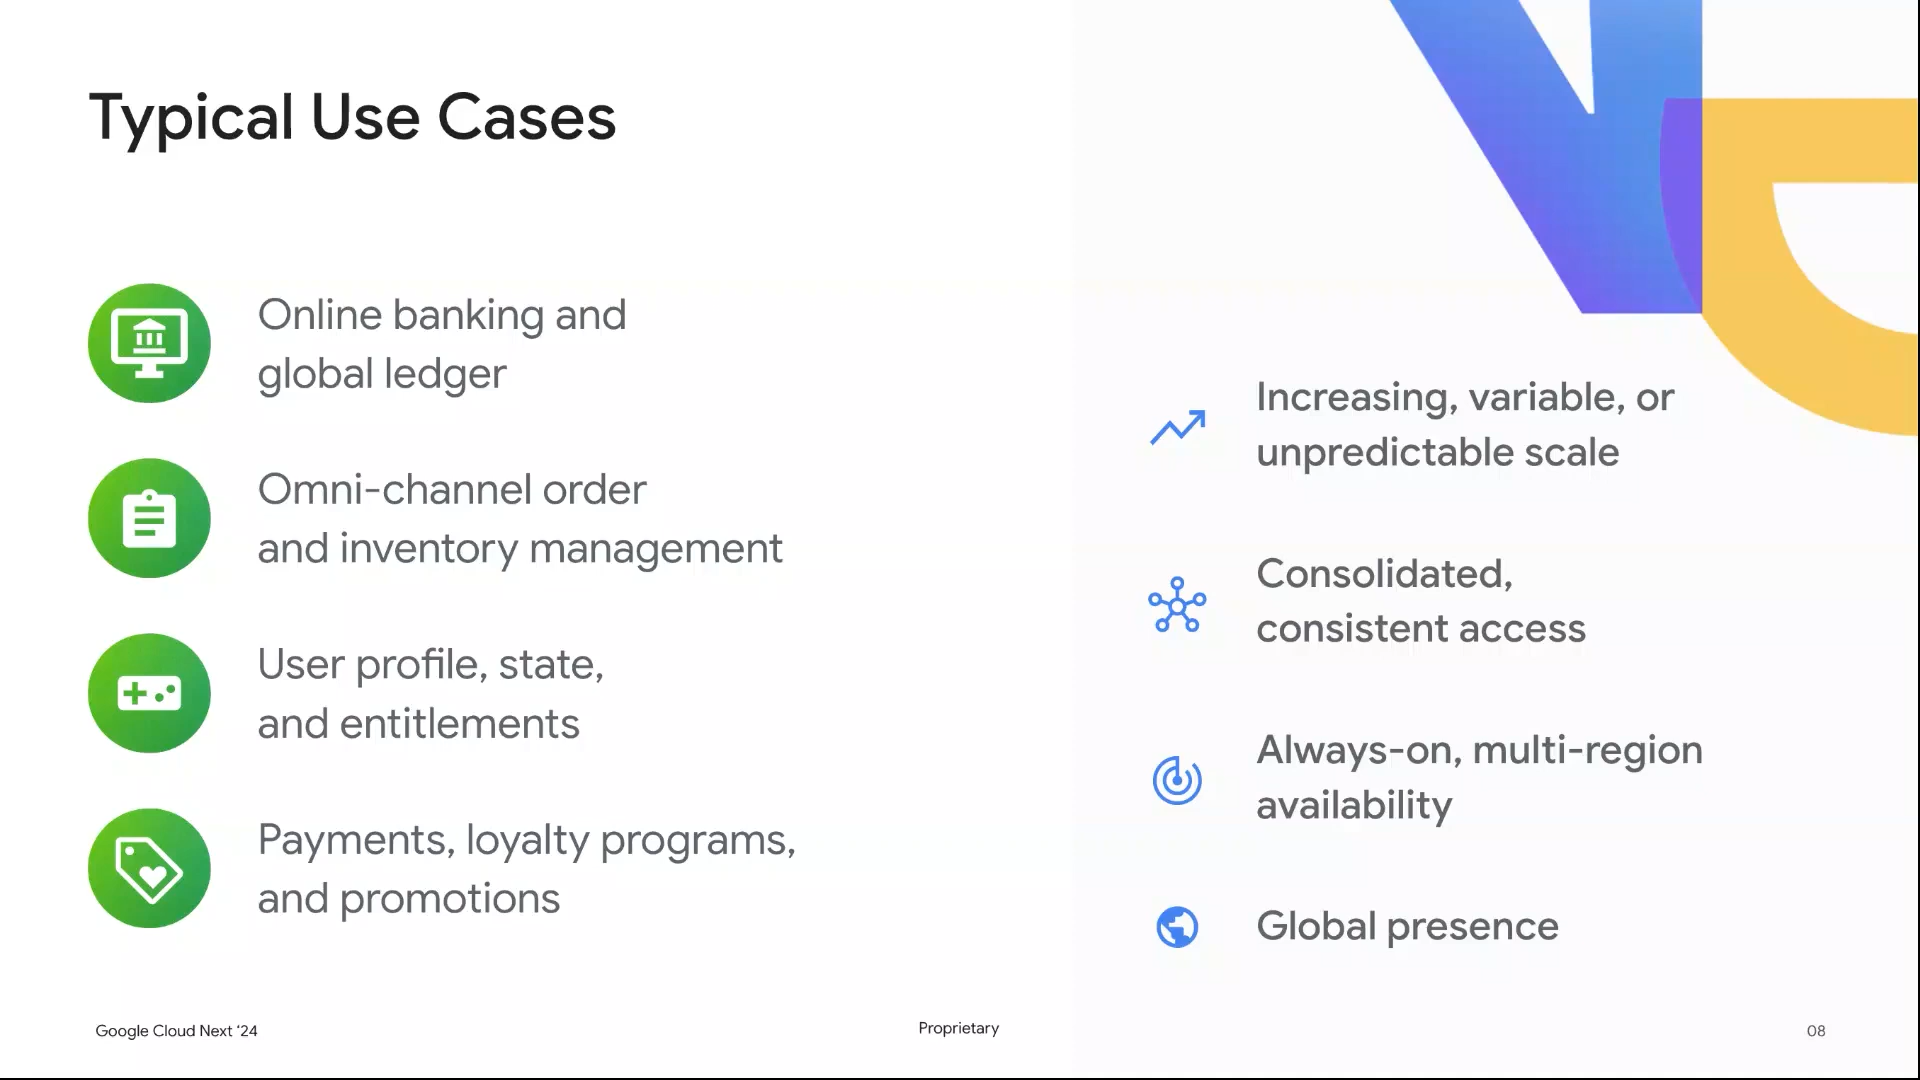 Typical Use Cases
Online banking and
global ledger
Omni-channel order
and inventory management
User profile, state,
and entitlements
Payments, loyalty programs,
and promotions
Increasing, variable, or
unpredictable scale
Consolidated,
consistent access
Always-on, multi-region
availability
Global presence
Google Cloud Next ‘24
Proprietary
08